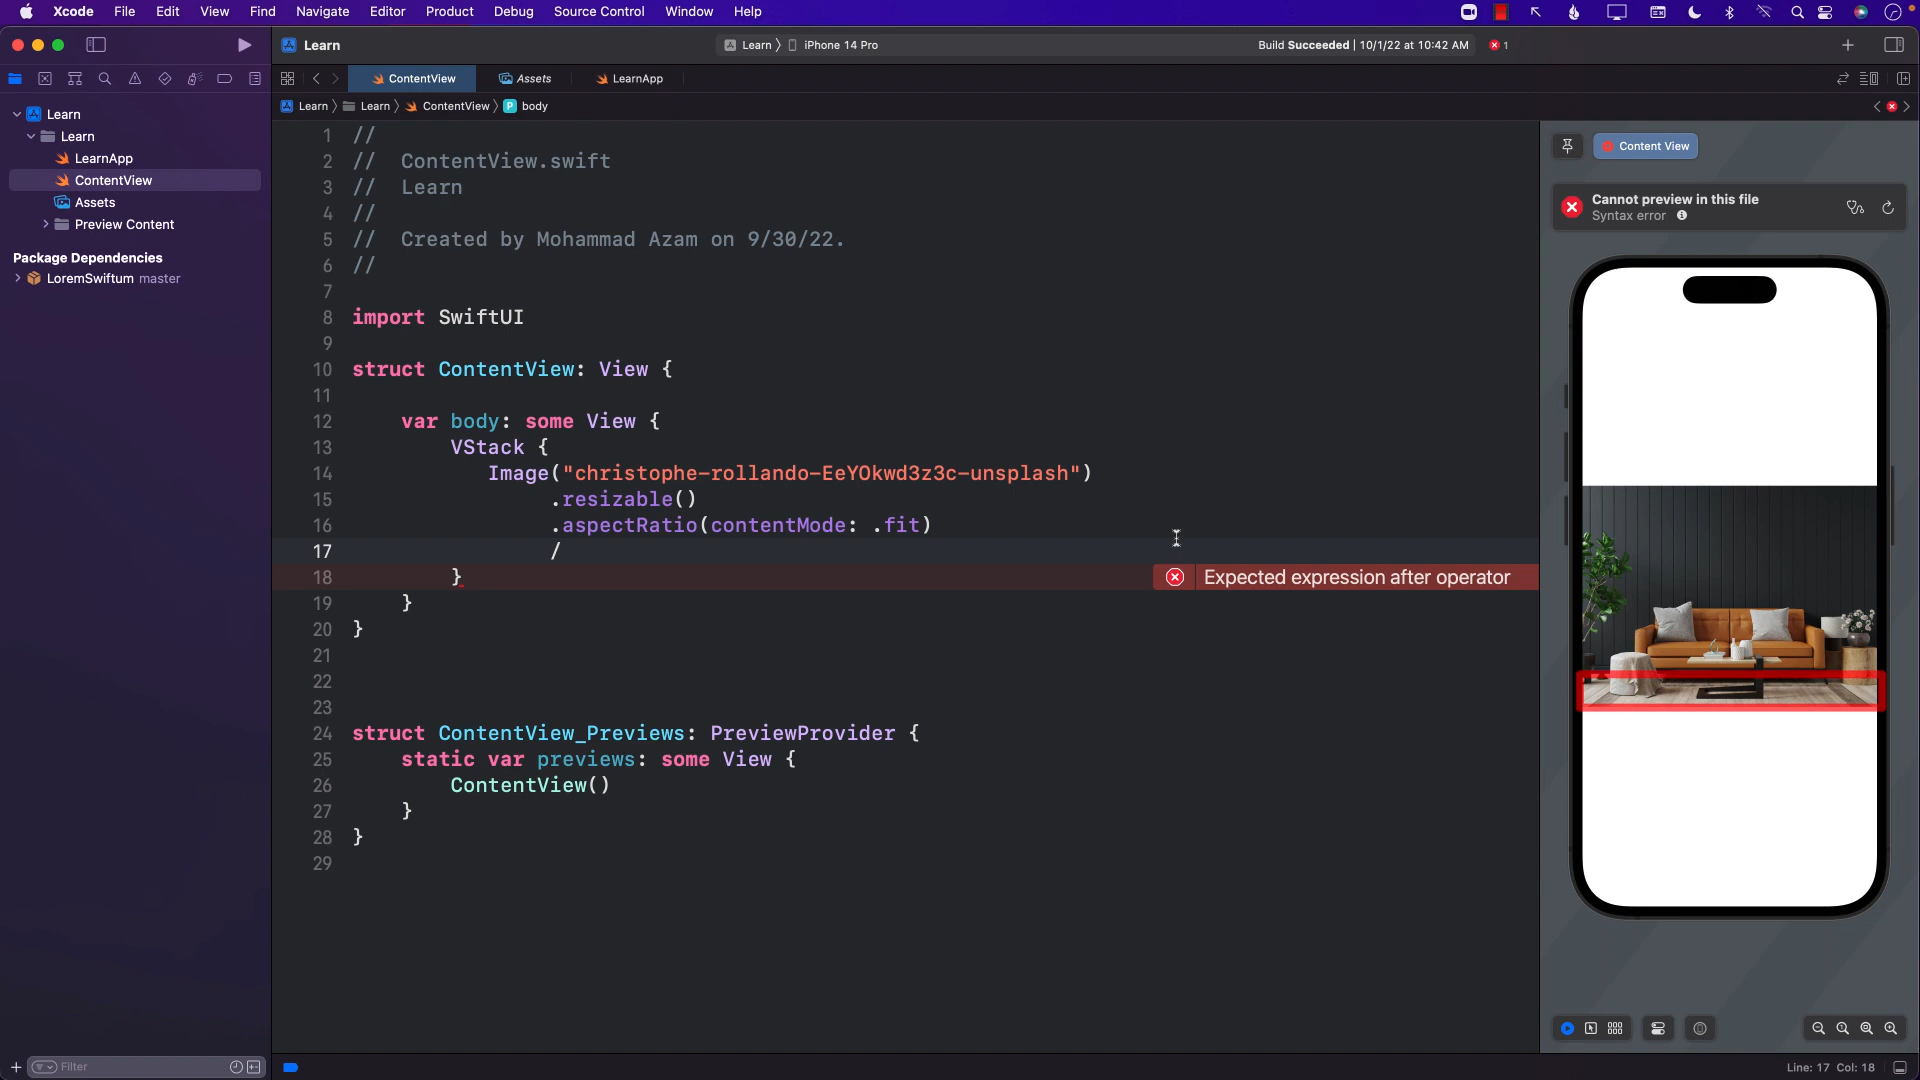 Xcode File Edit View Find Navigate Editor Product Debug Source Control Window Help
Learn
Learn 〉 iPhone 14 Pro
Build Succeeded | 10/1/22 at 10:42 AM
1
ContentView
Assets
LearnApp
Learn 〉 Learn 〉 ContentView 〉 P body
Learn
Learn
LearnApp
ContentView
Assets
Preview Content
Package Dependencies
LoremSwiftum master
1 //
2 //  ContentView.swift
3 //  Learn
4 //
5 //  Created by Mohammad Azam on 9/30/22.
6 //
7
8 import SwiftUI
9
10 struct ContentView: View {
11
12     var body: some View {
13         VStack {
14            Image("christophe-rollando-EeYOkwd3z3c-unsplash")
15                 .resizable()
16                 .aspectRatio(contentMode: .fit)
17                 /
18         }
Expected expression after operator
19     }
20 }
21
22
23
24 struct ContentView_Previews: PreviewProvider {
25     static var previews: some View {
26         ContentView()
27     }
28 }
29
Content View
Cannot preview in this file
Syntax error
Filter
Line: 17 Col: 18